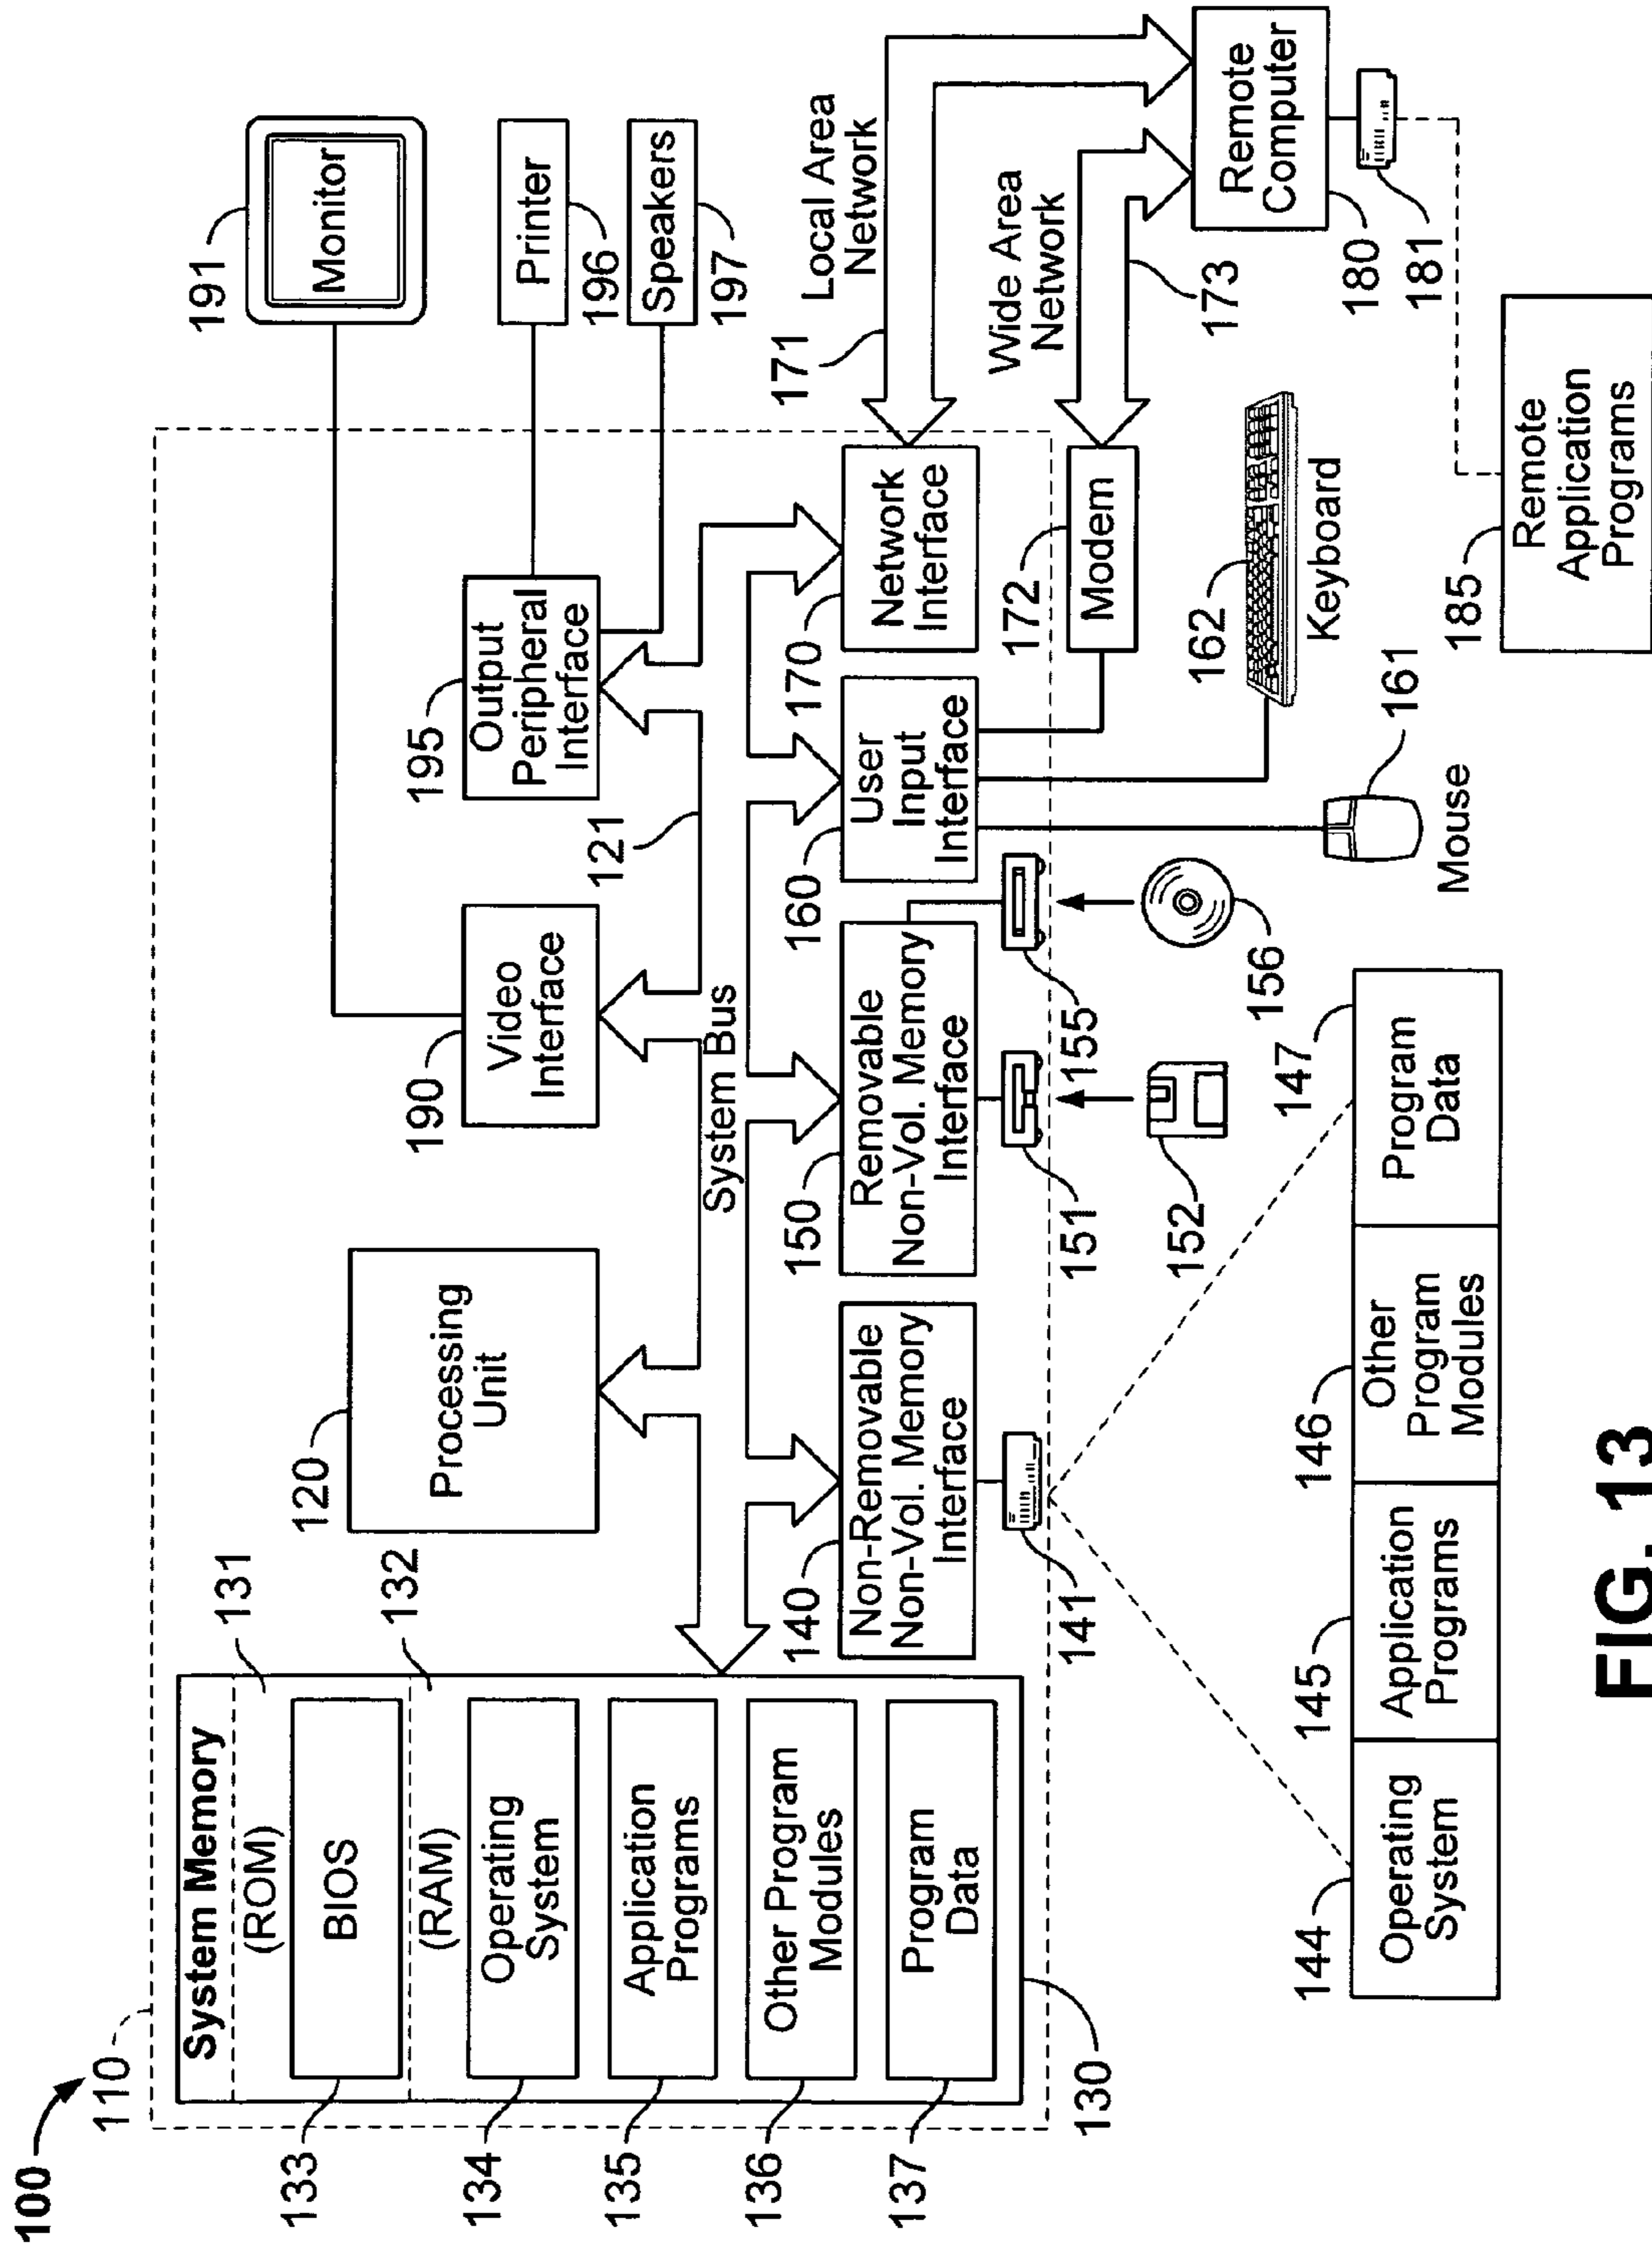 100
110
System Memory
(ROM)
131
BIOS
133
(RAM)
132
Operating
System
134
Application
Programs
135
Other Program
Modules
136
Program
Data
137
130
120
Processing
Unit
190
Video
Interface
195
Output
Peripheral
Interface
191
Monitor
Printer
196
Speakers
197
121
System Bus
140
Non-Removable
Non-Vol. Memory
Interface
150
Removable
Non-Vol. Memory
Interface
160
User
Input
Interface
170
Network
Interface
171
Local Area
Network
Wide Area
Network
173
172
Modem
141
151
155
152
156
162
Keyboard
161
Mouse
Remote
Computer
180
181
185
Remote
Application
Programs
144
Operating
System
145
Application
Programs
146
Other
Program
Modules
147
Program
Data
FIG. 13